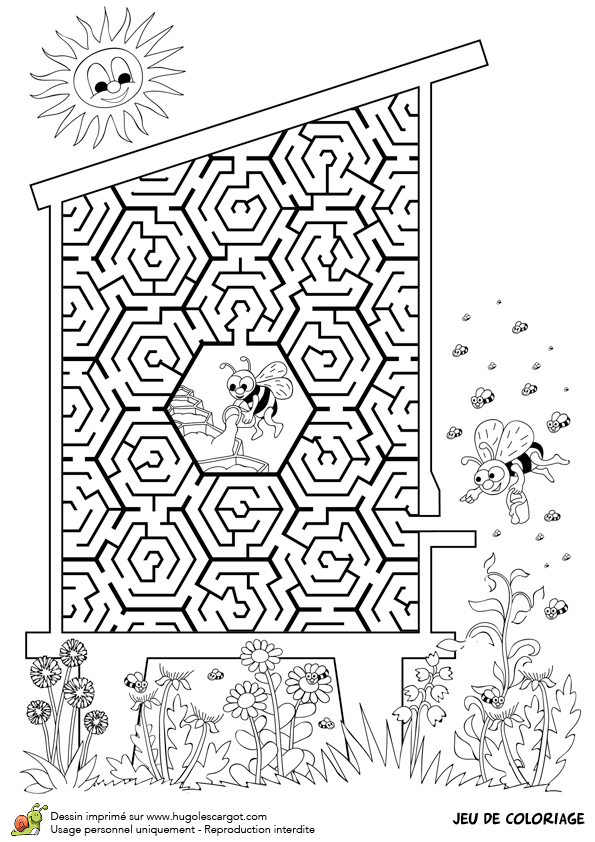 Dessin imprimé sur www.hugolescargot.com
Usage personnel uniquement - Reproduction interdite
JEU DE COLORIAGE